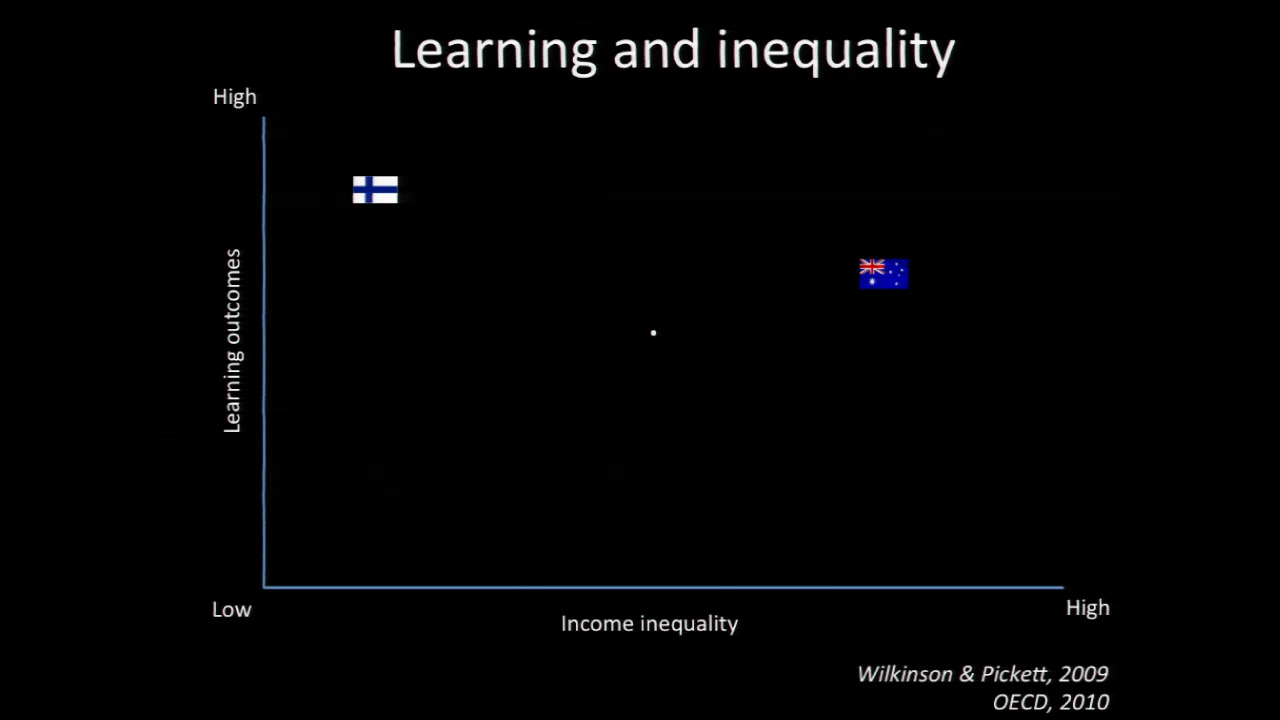 Learning and inequality
High
Learning outcomes
Low
Income inequality
High
Wilkinson & Pickett, 2009
OECD, 2010